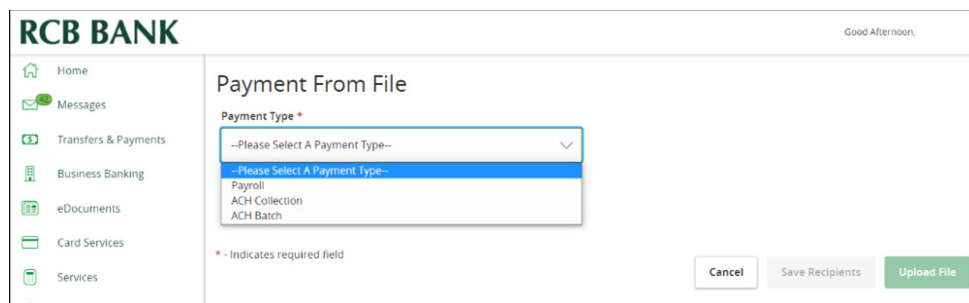 RCB BANK
Good Afternoon,
Home
42
Messages
Transfers & Payments
Business Banking
eDocuments
Card Services
Services
Payment From File
Payment Type *
--Please Select A Payment Type--
--Please Select A Payment Type--
Payroll
ACH Collection
ACH Batch
* - Indicates required field
Cancel
Save Recipients
Upload File